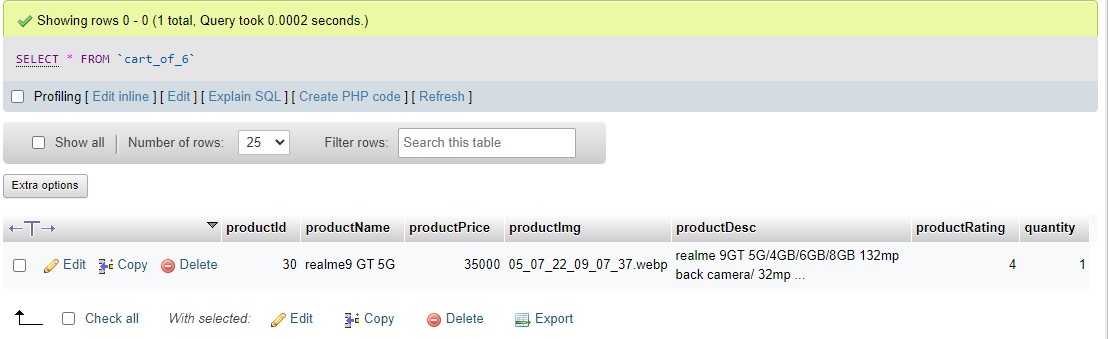 Showing rows 0 - 0 (1 total, Query took 0.0002 seconds.)
SELECT * FROM `cart_of_6`
Profiling [ Edit inline ] [ Edit ] [ Explain SQL ] [ Create PHP code ] [ Refresh ]
Show all Number of rows: 25 Filter rows: Search this table
Extra options
productId productName productPrice productImg productDesc productRating quantity
Edit Copy Delete 30 realme9 GT 5G 35000 05_07_22_09_07_37.webp realme 9GT 5G/4GB/6GB/8GB 132mp 4 1
back camera/ 32mp ...
Check all With selected: Edit Copy Delete Export